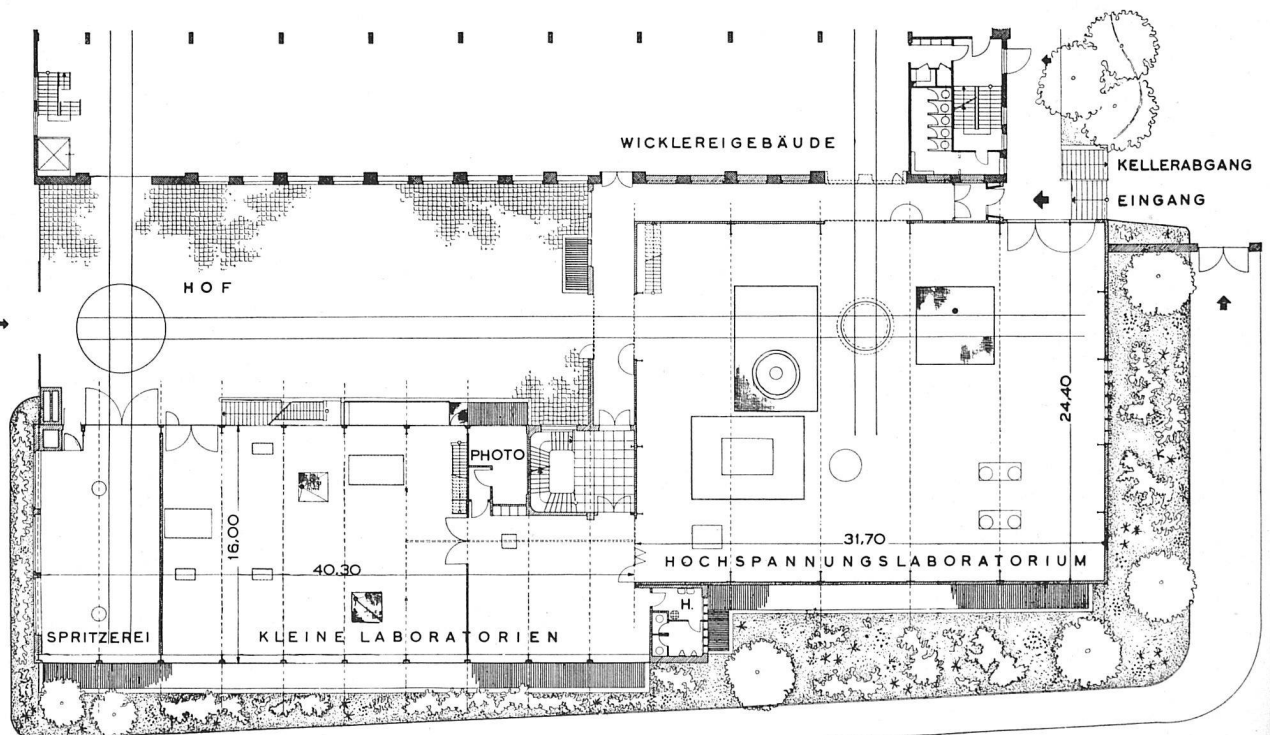 WICKLEREIGEBÄUDE
KELLERABGANG
EINGANG
HOF
24,40
PHOTO
16,00
31,70
HOCHSPANNUNGSLABORATORIUM
40,30
H.
SPRITZEREI
KLEINE LABORATORIEN